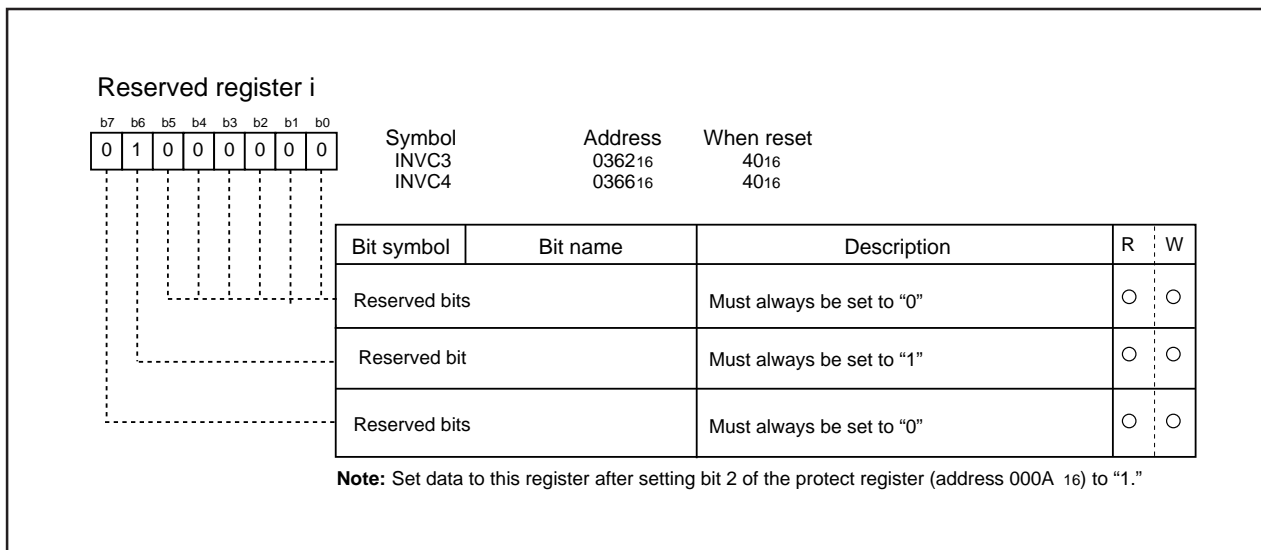 Reserved register i
b7 b6 b5 b4 b3 b2 b1 b0
0 1 0 0 0 0 0 0
Symbol Address When reset
INVC3 036216 4016
INVC4 036616 4016
Bit symbol Bit name Description R W
Reserved bits Must always be set to “0” ○ ○
Reserved bit Must always be set to “1” ○ ○
Reserved bits Must always be set to “0” ○ ○
Note: Set data to this register after setting bit 2 of the protect register (address 000A 16) to “1.”